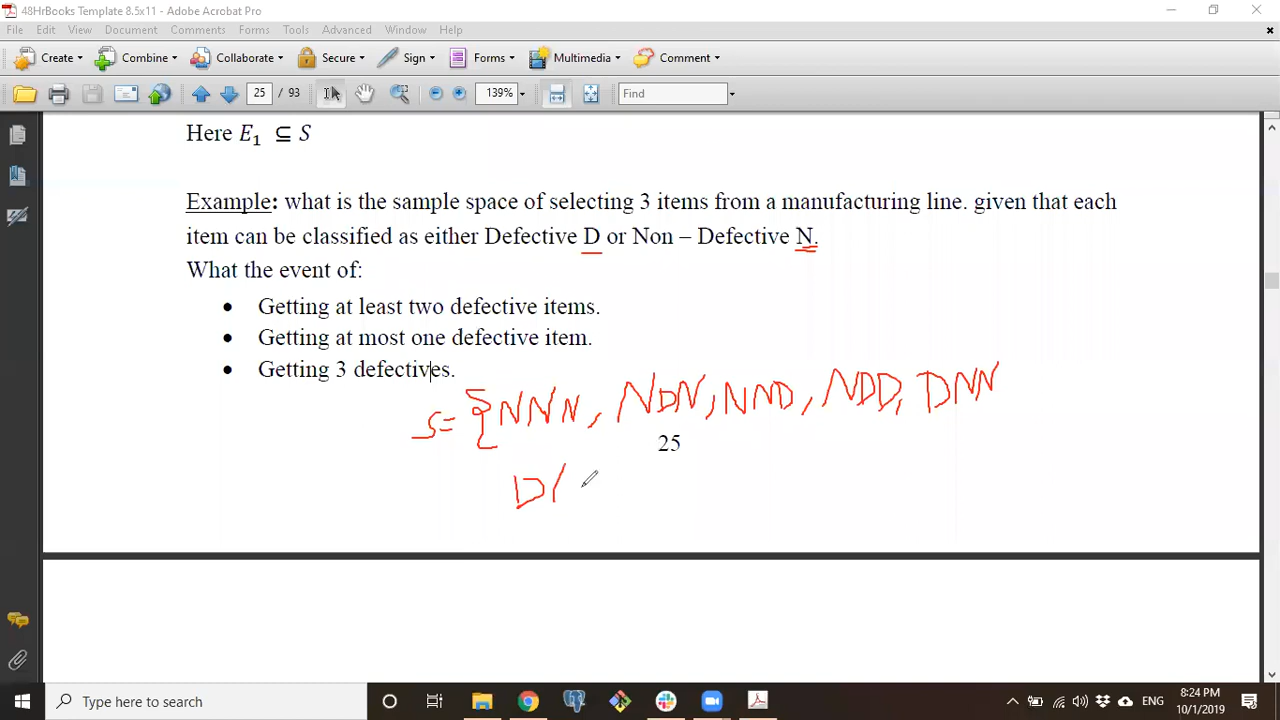 48HrBooks Template 8.5x11 - Adobe Acrobat Pro
File Edit View Document Comments Forms Tools Advanced Window Help
Create Combine Collaborate Secure Sign Forms Multimedia Comment
25 / 93 139% Find
Here E₁ ⊆ S
Example: what is the sample space of selecting 3 items from a manufacturing line. given that each
item can be classified as either Defective D or Non – Defective N.
What the event of:
• Getting at least two defective items.
• Getting at most one defective item.
• Getting 3 defectives.
S = { NNN, NDN, NND, NDD, DNN
25
D
Type here to search
ENG
8:24 PM
10/1/2019